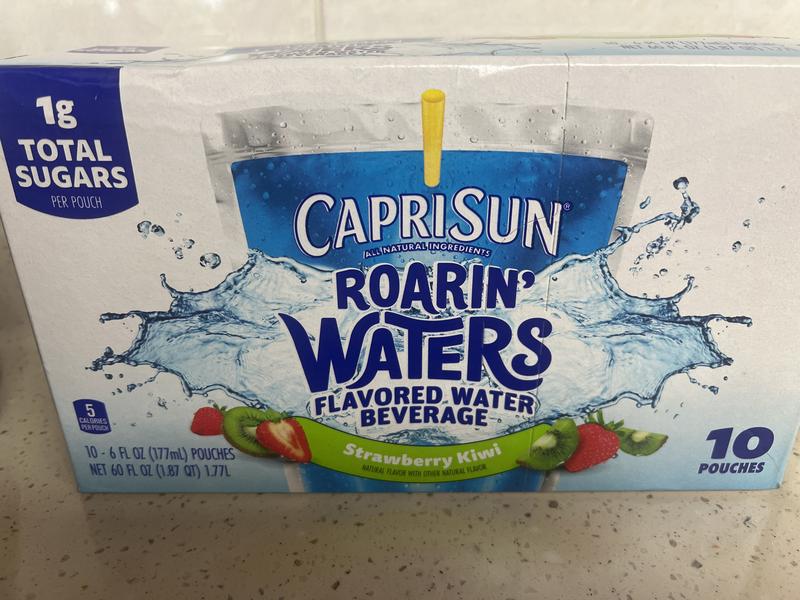 1g
TOTAL
SUGARS
PER POUCH
CAPRISUN®
ALL NATURAL INGREDIENTS
ROARIN'
WATERS
FLAVORED WATER
BEVERAGE
5
CALORIES
PER POUCH
Strawberry Kiwi
NATURAL FLAVOR WITH OTHER NATURAL FLAVOR
10 - 6 FL OZ (177mL) POUCHES
NET 60 FL OZ (1.87 QT) 1.77L
10
POUCHES